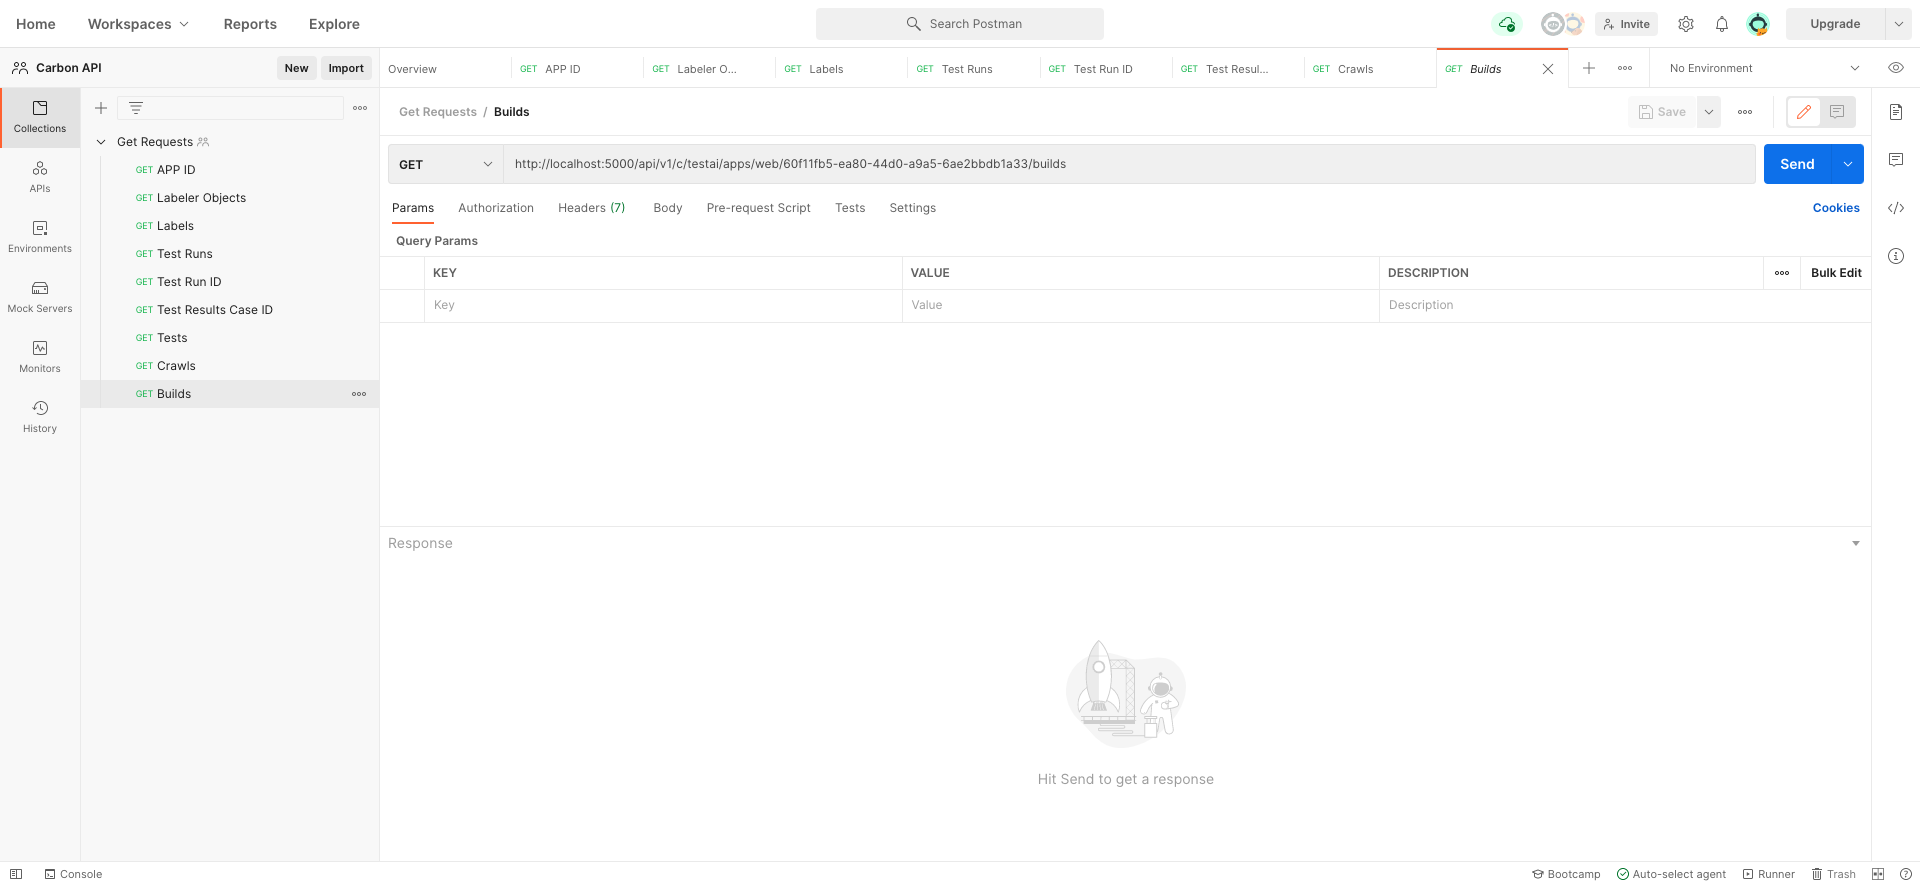 Home Workspaces Reports Explore Search Postman Invite Upgrade
Carbon API New Import
Overview GET APP ID GET Labeler O... GET Labels GET Test Runs GET Test Run ID GET Test Resul... GET Crawls GET Builds No Environment
Collections
APIs
Environments
Mock Servers
Monitors
History
Get Requests
GET APP ID
GET Labeler Objects
GET Labels
GET Test Runs
GET Test Run ID
GET Test Results Case ID
GET Tests
GET Crawls
GET Builds
Get Requests / Builds Save
GET http://localhost:5000/api/v1/c/testai/apps/web/60f11fb5-ea80-44d0-a9a5-6ae2bbdb1a33/builds Send
Params Authorization Headers (7) Body Pre-request Script Tests Settings Cookies
Query Params
KEY VALUE DESCRIPTION Bulk Edit
Key Value Description
Response
Hit Send to get a response
Console Bootcamp Auto-select agent Runner Trash